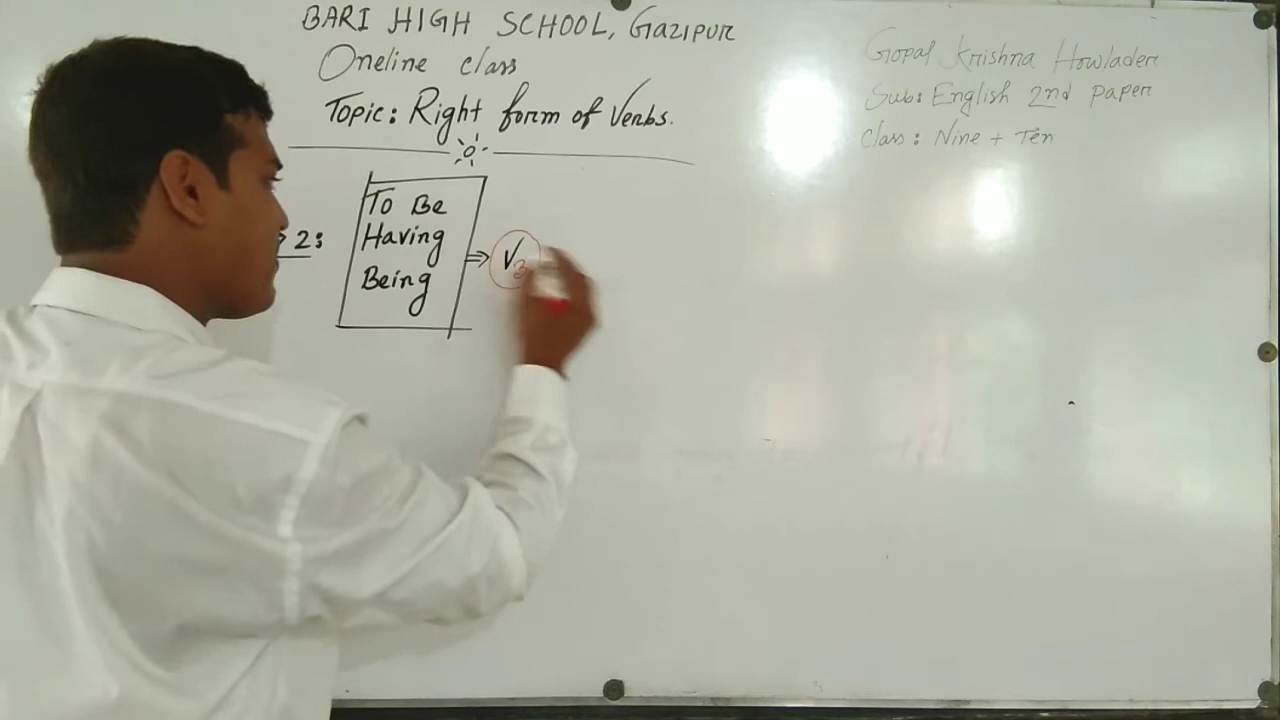 BARI HIGH SCHOOL, Gazipur
Oneline class
Topic: Right form of Verbs.
Gopal Krishna Howlader
Sub: English 2nd paper
Class: Nine + Ten
2:
To Be
Having
Being
⇒ V3